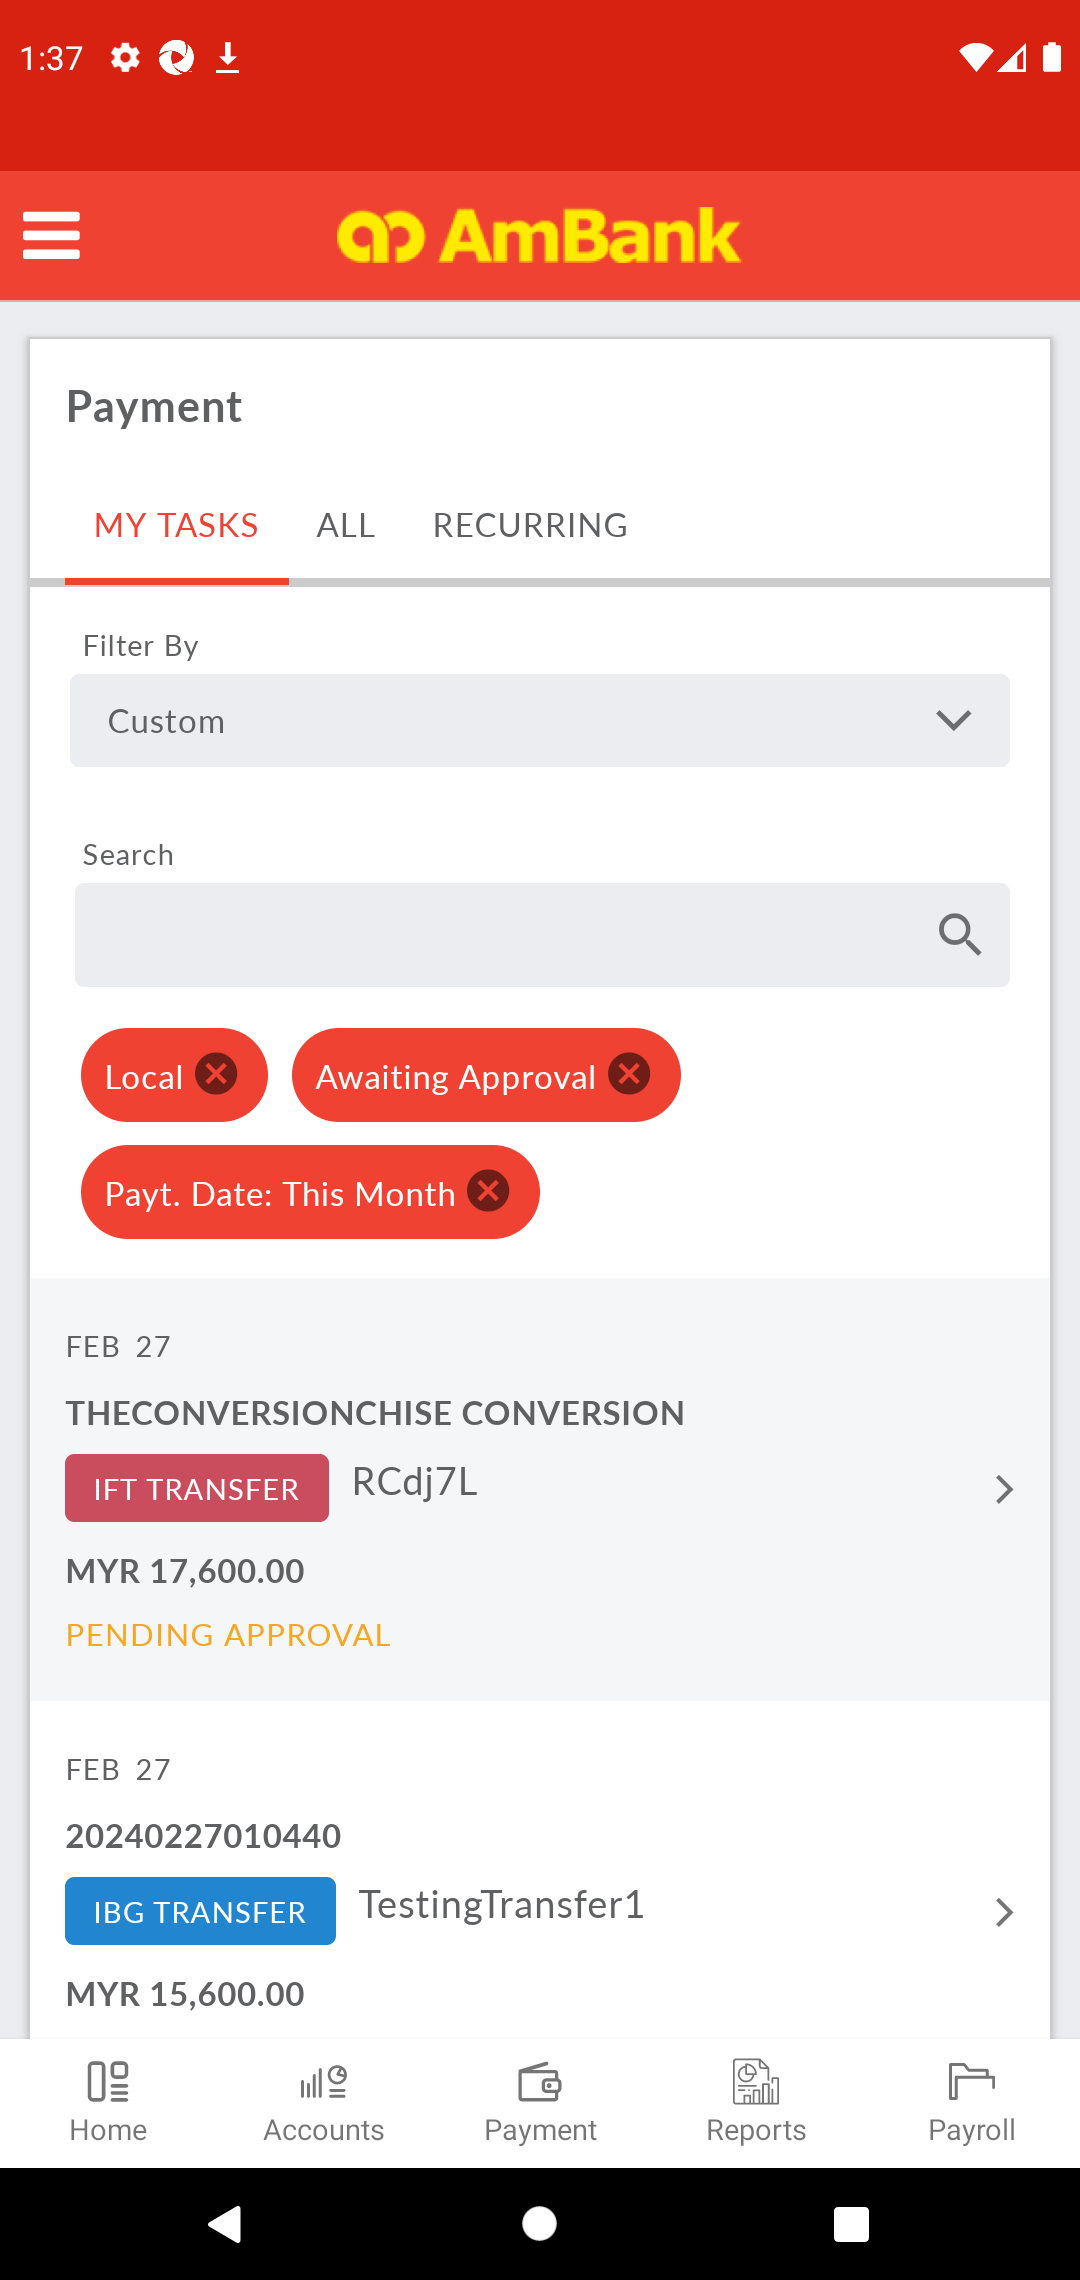 1:37
AmBank
Payment
MY TASKS ALL RECURRING
Filter By
Custom
Search
Local Awaiting Approval
Payt. Date: This Month
FEB 27
THECONVERSIONCHISE CONVERSION
IFT TRANSFER RCdj7L
MYR 17,600.00
PENDING APPROVAL
FEB 27
20240227010440
IBG TRANSFER TestingTransfer1
MYR 15,600.00
Home Accounts Payment Reports Payroll